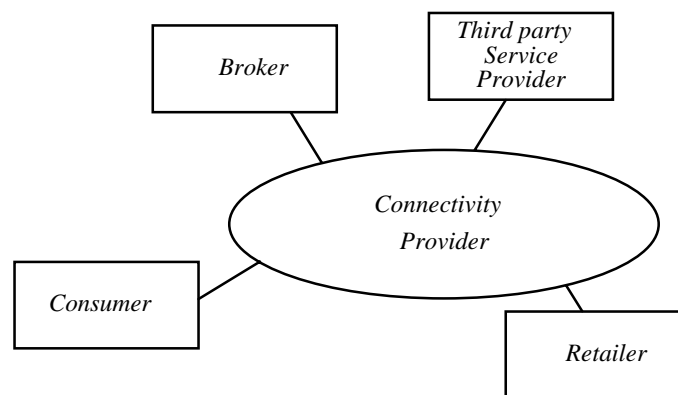 Broker
Third party
Service
Provider
Connectivity
Provider
Consumer
Retailer